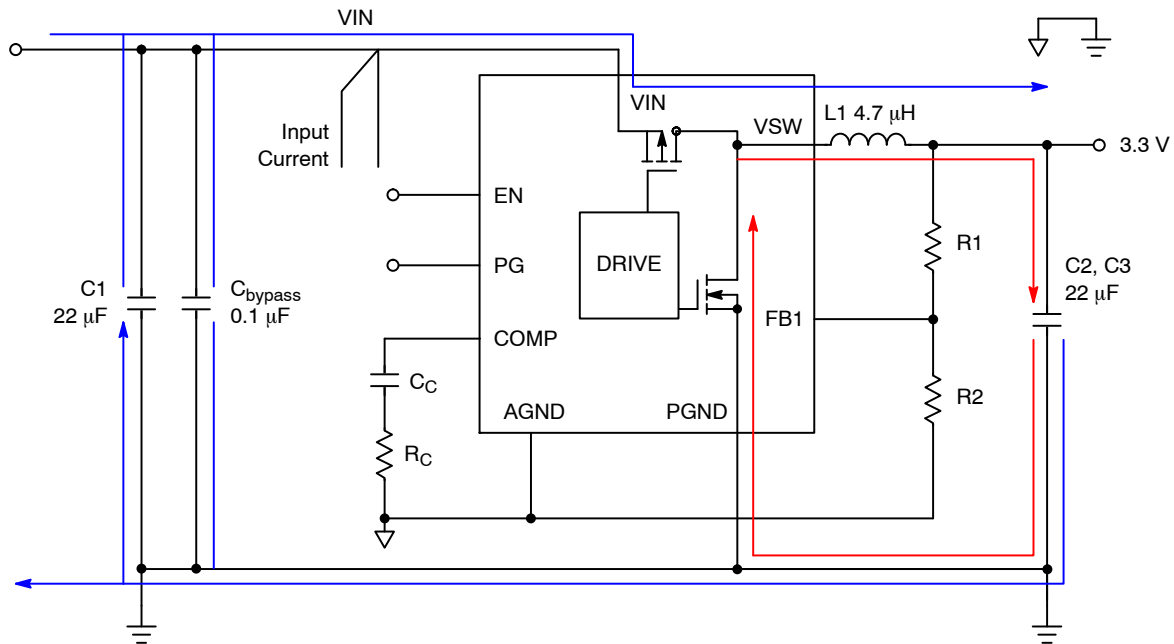 VIN
Input
Current
VIN
VSW
L1 4.7 μH
3.3 V
EN
PG
DRIVE
R1
C1
22 μF
Cbypass
0.1 μF
C2, C3
22 μF
FB1
COMP
CC
RC
AGND
PGND
R2